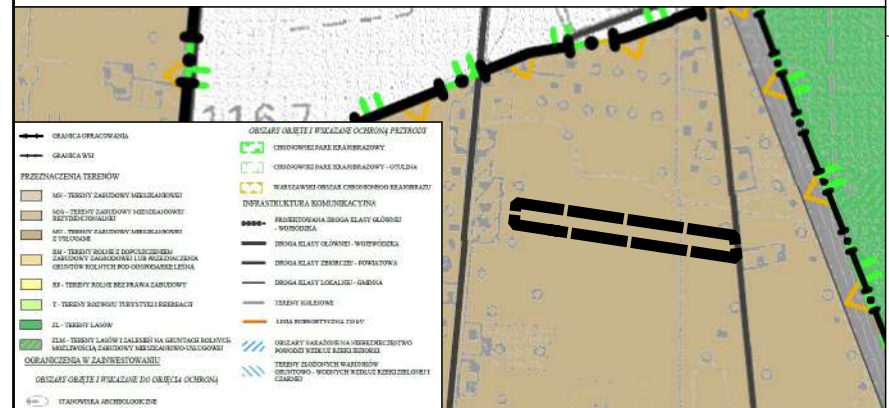 1167
GRANICA OPRACOWANIA
GRANICA WSI
PRZEZNACZENIA TERENÓW
MN - TERENY ZABUDOWY MIESZKANIOWEJ
MN - TERENY ZABUDOWY MIESZKANIOWEJ
REZYDENCJONALNEJ
MU - TERENY ZABUDOWY MIESZKANIOWEJ
Z USŁUGAMI
RM - TERENY ROLNE Z DOPUSZCZENIEM
ZABUDOWY ZAGRODOWEJ LUB PRZEZNACZENIA
GRUNTÓW ROLNYCH POD GOSPODARKĘ LEŚNĄ
RP - TERENY ROLNE BEZ PRAWA ZABUDOWY
T - TERENY ROZWOJU TURYSTYKI I REKREACJI
ZL - TERENY LASÓW
ZLM - TERENY LASÓW I ZALESIEŃ NA GRUNTACH ROLNYCH
MOŻLIWOŚCIĄ ZABUDOWY MIESZKANIOWO-USŁUGOWEJ
OGRANICZENIA W ZAINWESTOWANIU
OBSZARY OBJĘTE I WSKAZANE DO OBJĘCIA OCHRONĄ
STANOWISKA ARCHEOLOGICZNE
OBSZARY OBJĘTE I WSKAZANE OCHRONĄ PRZYRODY
CHOJNOWSKI PARK KRAJOBRAZOWY
CHOJNOWSKI PARK KRAJOBRAZOWY - OTULINA
WARSZAWSKI OBSZAR CHRONIONEGO KRAJOBRAZU
INFRASTRUKTURA KOMUNIKACYJNA
PROJEKTOWANA DROGA KLASY GŁÓWNEJ
- WOJEWÓDZKA
DROGA KLASY GŁÓWNEJ - WOJEWÓDZKA
DROGA KLASY ZBIORCZEJ - POWIATOWA
DROGA KLASY LOKALNEJ - GMINNA
TERENY KOLEJOWE
LINIA ENERGETYCZNA 220 kV
OBSZARY NARAŻONE NA NIEBEZPIECZEŃSTWO
POWODZI WZDŁUŻ RZEKI JEZIORKI
TERENY ZŁOŻONYCH WARUNKÓW
GRUNTOWO - WODNYCH WZDŁUŻ RZEKI ZIELONEJ I
CZARNEJ